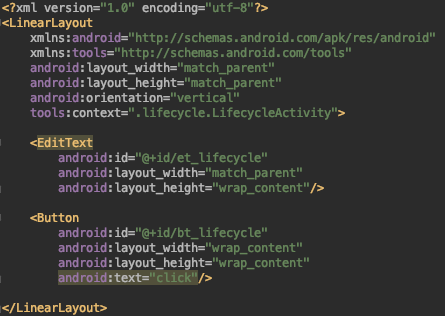 <?xml version="1.0" encoding="utf-8"?>
<LinearLayout
xmlns:android="http://schemas.android.com/apk/res/android"
xmlns:tools="http://schemas.android.com/tools"
android:layout_width="match_parent"
android:layout_height="match_parent"
android:orientation="vertical"
tools:context=".lifecycle.LifecycleActivity">
<EditText
android:id="@+id/et_lifecycle"
android:layout_width="match_parent"
android:layout_height="wrap_content"/>
<Button
android:id="@+id/bt_lifecycle"
android:layout_width="wrap_content"
android:layout_height="wrap_content"
android:text="click"/>
</LinearLayout>